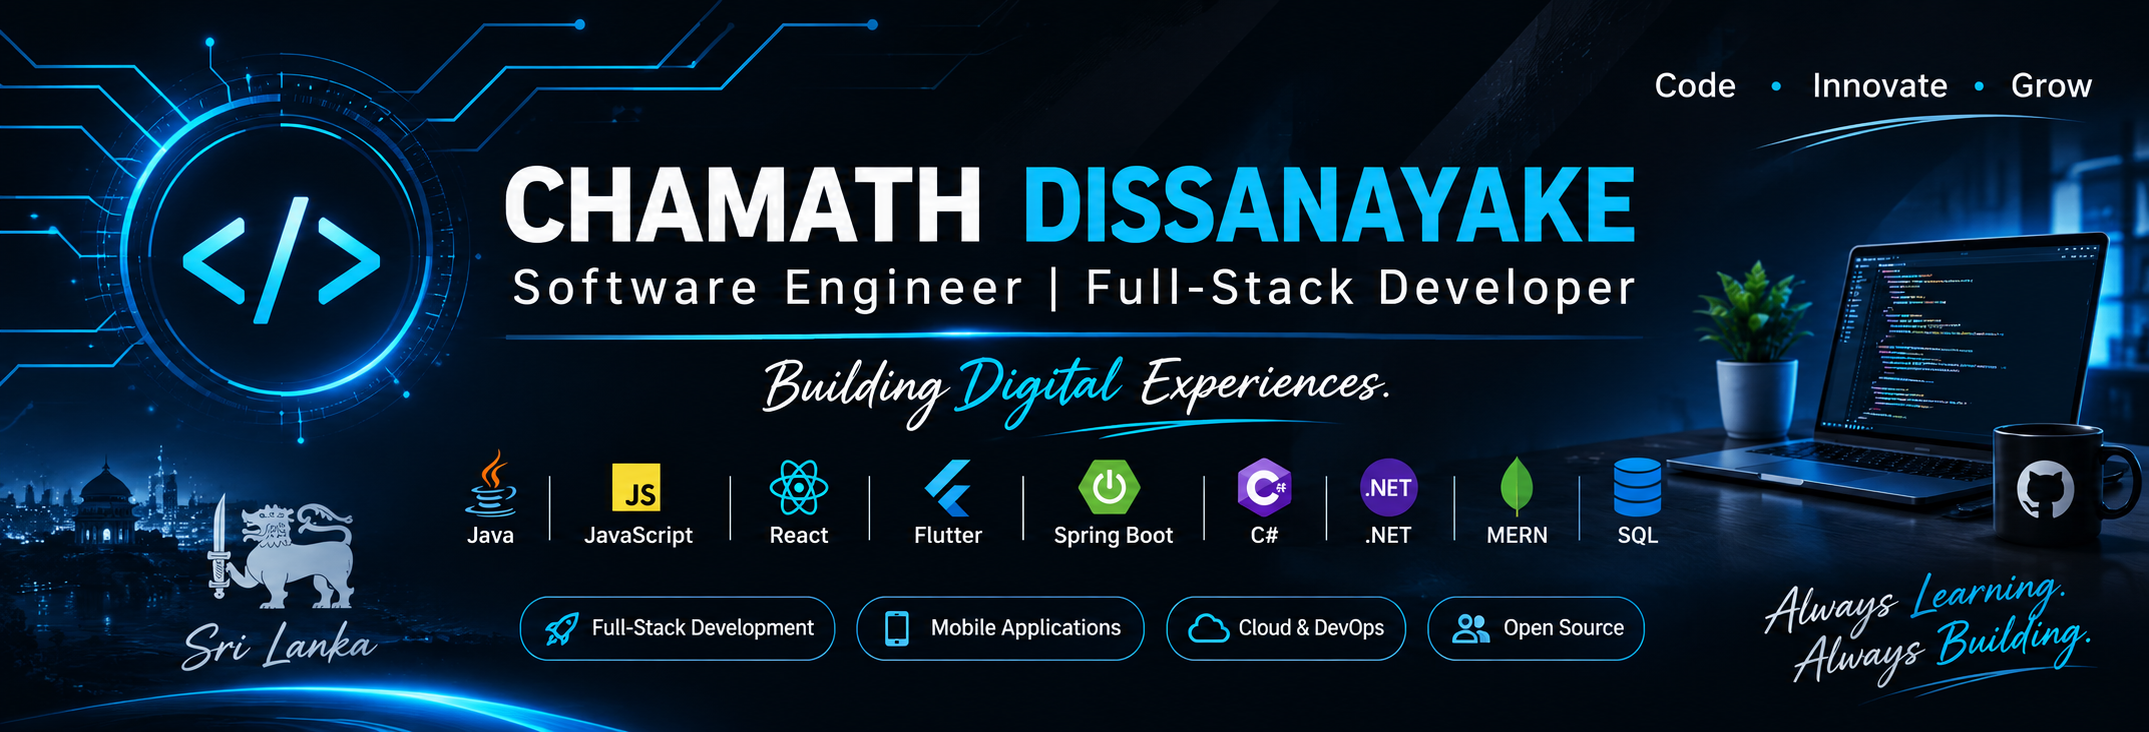 Code • Innovate • Grow
CHAMATH DISSANAYAKE
Software Engineer | Full-Stack Developer
Building Digital Experiences.
JS
C#
.NET
Java
JavaScript
React
Flutter
Spring Boot
C#
.NET
MERN
SQL
Full-Stack Development
Mobile Applications
Cloud & DevOps
Open Source
Sri Lanka
Always Learning.
Always Building.